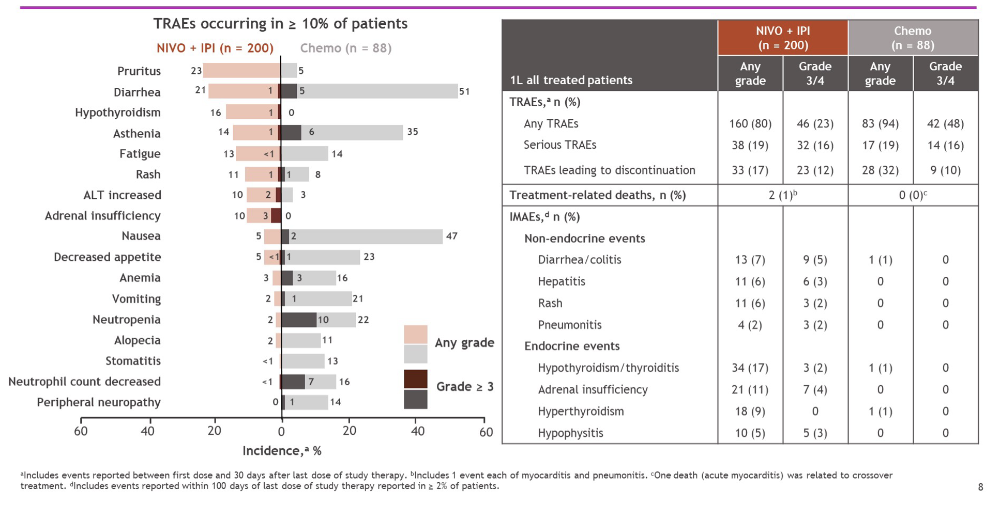 TRAEs occurring in ≥ 10% of patients
NIVO + IPI (n = 200) Chemo (n = 88)
Pruritus 23 5
Diarrhea 21 1 5 51
Hypothyroidism 16 1 0
Asthenia 14 1 6 35
Fatigue 13 <1 14
Rash 11 1 1 8
ALT increased 10 2 3
Adrenal insufficiency 10 3 0
Nausea 5 2 47
Decreased appetite 5 <1 1 23
Anemia 3 3 16
Vomiting 2 1 21
Neutropenia 2 10 22
Alopecia 2 11
Stomatitis <1 13
Neutrophil count decreased <1 7 16
Peripheral neuropathy 0 1 14
Any grade
Grade ≥ 3
60 40 20 0 20 40 60
Incidence,ᵃ %
NIVO + IPI Chemo
(n = 200) (n = 88)
Any Grade Any Grade
1L all treated patients grade 3/4 grade 3/4
TRAEs,ᵃ n (%)
Any TRAEs 160 (80) 46 (23) 83 (94) 42 (48)
Serious TRAEs 38 (19) 32 (16) 17 (19) 14 (16)
TRAEs leading to discontinuation 33 (17) 23 (12) 28 (32) 9 (10)
Treatment-related deaths, n (%) 2 (1)ᵇ 0 (0)ᶜ
IMAEs,ᵈ n (%)
Non-endocrine events
Diarrhea/colitis 13 (7) 9 (5) 1 (1) 0
Hepatitis 11 (6) 6 (3) 0 0
Rash 11 (6) 3 (2) 0 0
Pneumonitis 4 (2) 3 (2) 0 0
Endocrine events
Hypothyroidism/thyroiditis 34 (17) 3 (2) 1 (1) 0
Adrenal insufficiency 21 (11) 7 (4) 0 0
Hyperthyroidism 18 (9) 0 1 (1) 0
Hypophysitis 10 (5) 5 (3) 0 0
ᵃIncludes events reported between first dose and 30 days after last dose of study therapy. ᵇIncludes 1 event each of myocarditis and pneumonitis. ᶜOne death (acute myocarditis) was related to crossover
treatment. ᵈIncludes events reported within 100 days of last dose of study therapy reported in ≥ 2% of patients.
8